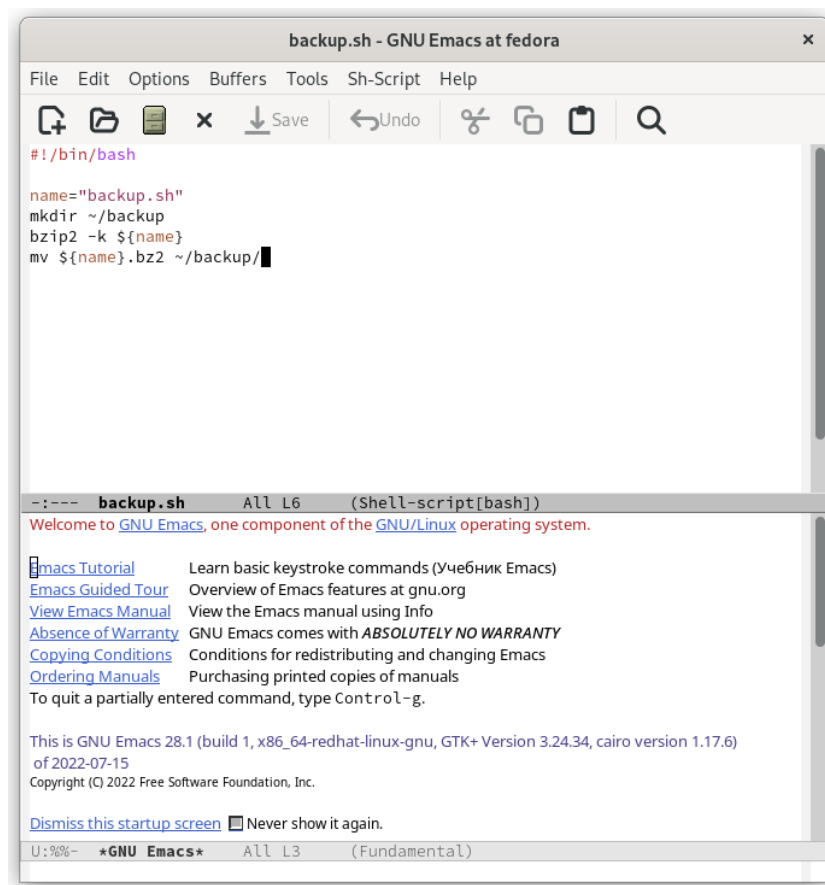 backup.sh - GNU Emacs at fedora ×
File Edit Options Buffers Tools Sh-Script Help
Save Undo
#!/bin/bash
name="backup.sh"
mkdir ~/backup
bzip2 -k ${name}
mv ${name}.bz2 ~/backup/
-:--- backup.sh All L6 (Shell-script[bash])
Welcome to GNU Emacs, one component of the GNU/Linux operating system.
Emacs Tutorial Learn basic keystroke commands (Учебник Emacs)
Emacs Guided Tour Overview of Emacs features at gnu.org
View Emacs Manual View the Emacs manual using Info
Absence of Warranty GNU Emacs comes with ABSOLUTELY NO WARRANTY
Copying Conditions Conditions for redistributing and changing Emacs
Ordering Manuals Purchasing printed copies of manuals
To quit a partially entered command, type Control-g.
This is GNU Emacs 28.1 (build 1, x86_64-redhat-linux-gnu, GTK+ Version 3.24.34, cairo version 1.17.6)
of 2022-07-15
Copyright (C) 2022 Free Software Foundation, Inc.
Dismiss this startup screen Never show it again.
U:%%- *GNU Emacs* All L3 (Fundamental)